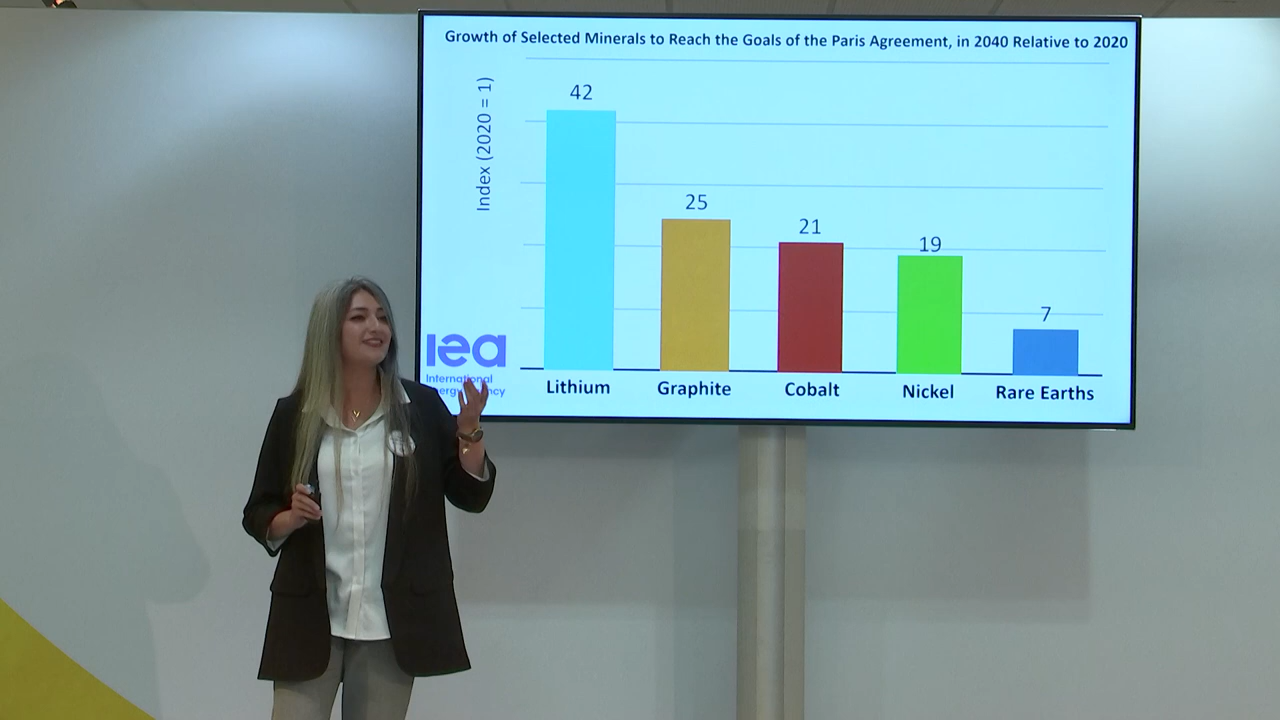 Growth of Selected Minerals to Reach the Goals of the Paris Agreement, in 2040 Relative to 2020
Index (2020 = 1)
42
25
21
19
7
iea
International
Lithium Graphite Cobalt Nickel Rare Earths